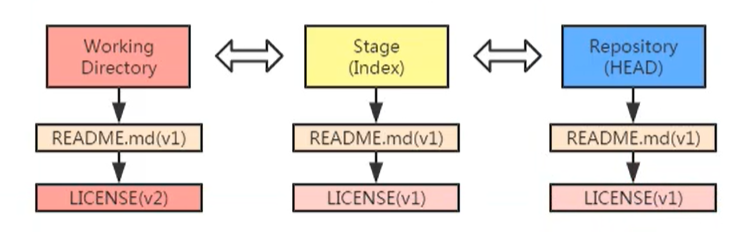 Working
Directory
Stage
(Index)
Repository
(HEAD)
README.md(v1)
README.md(v1)
README.md(v1)
LICENSE(v2)
LICENSE(v1)
LICENSE(v1)